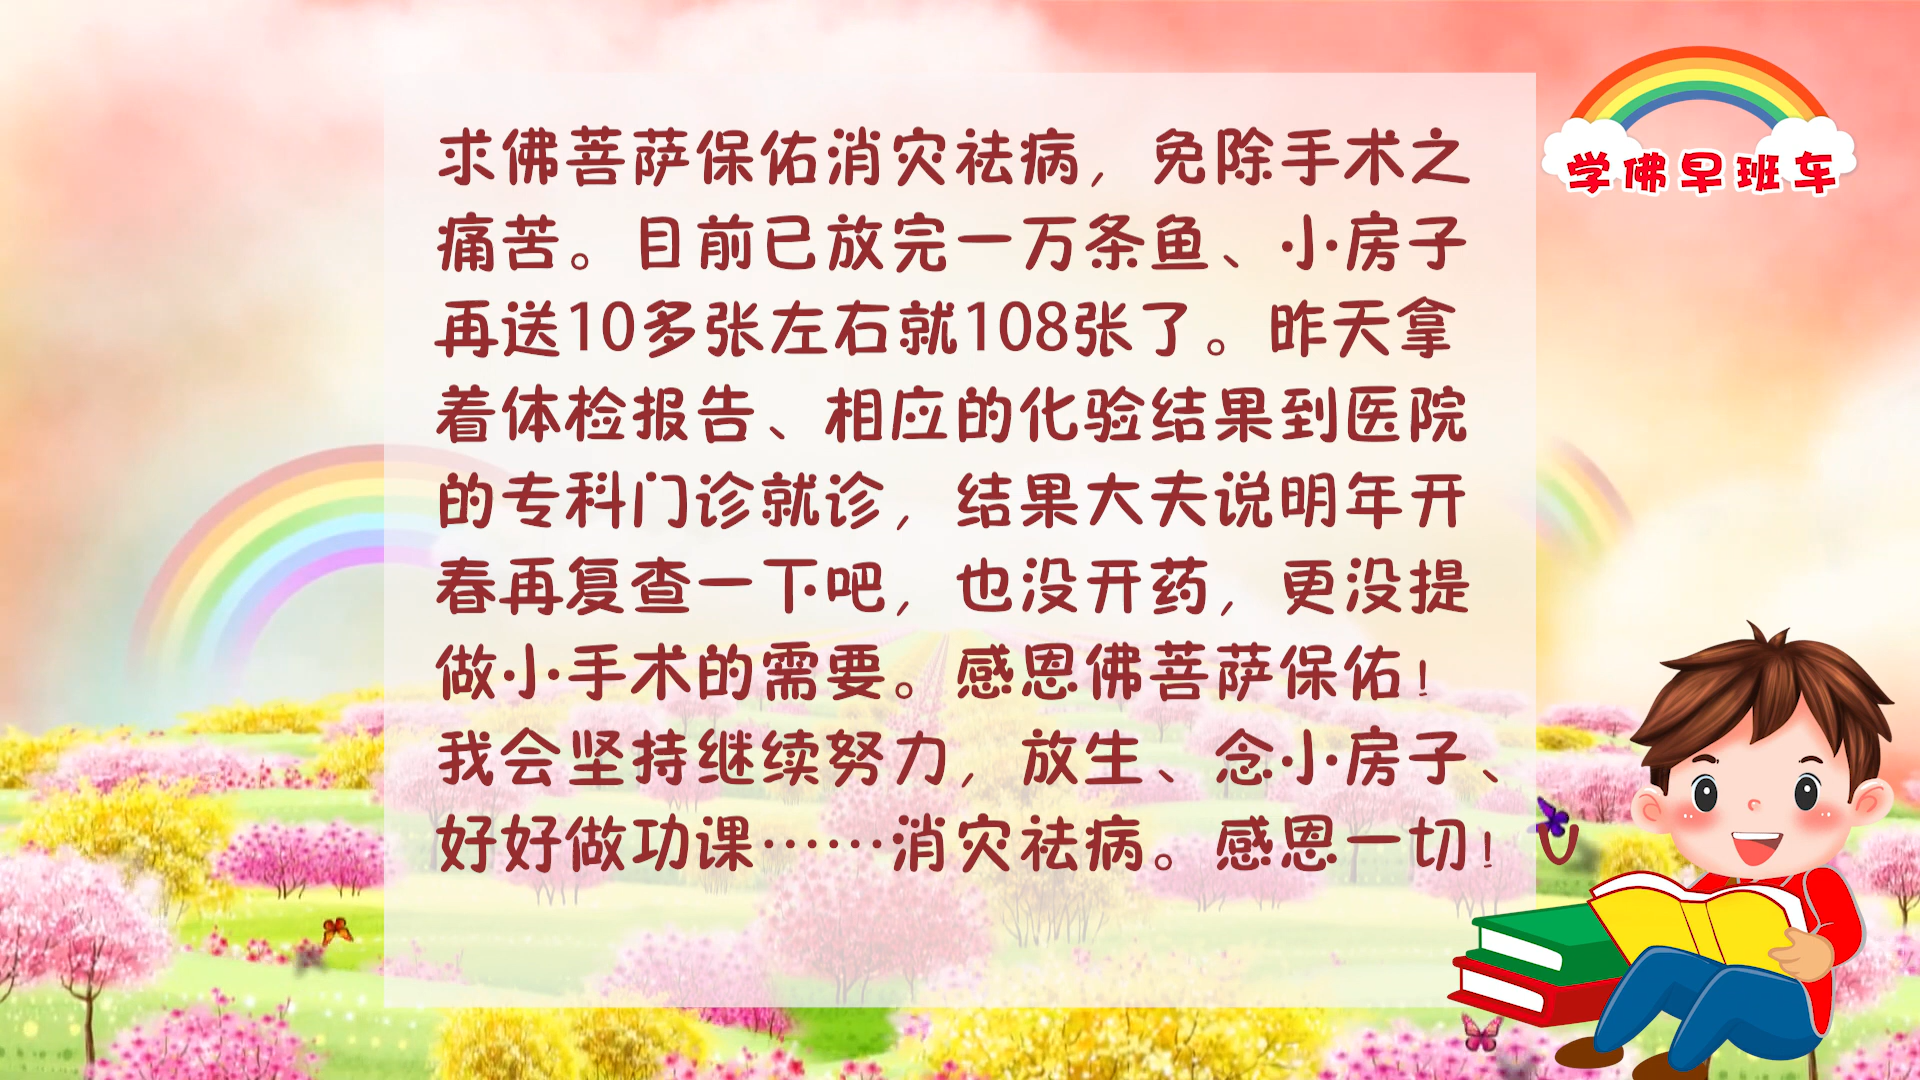 学佛早班车
求佛菩萨保佑消灾祛病，免除手术之
痛苦。目前已放完一万条鱼、小房子
再送10多张左右就108张了。昨天拿
着体检报告、相应的化验结果到医院
的专科门诊就诊，结果大夫说明年开
春再复查一下吧，也没开药，更没提
做小手术的需要。感恩佛菩萨保佑！
我会坚持继续努力，放生、念小房子、
好好做功课……消灾祛病。感恩一切！